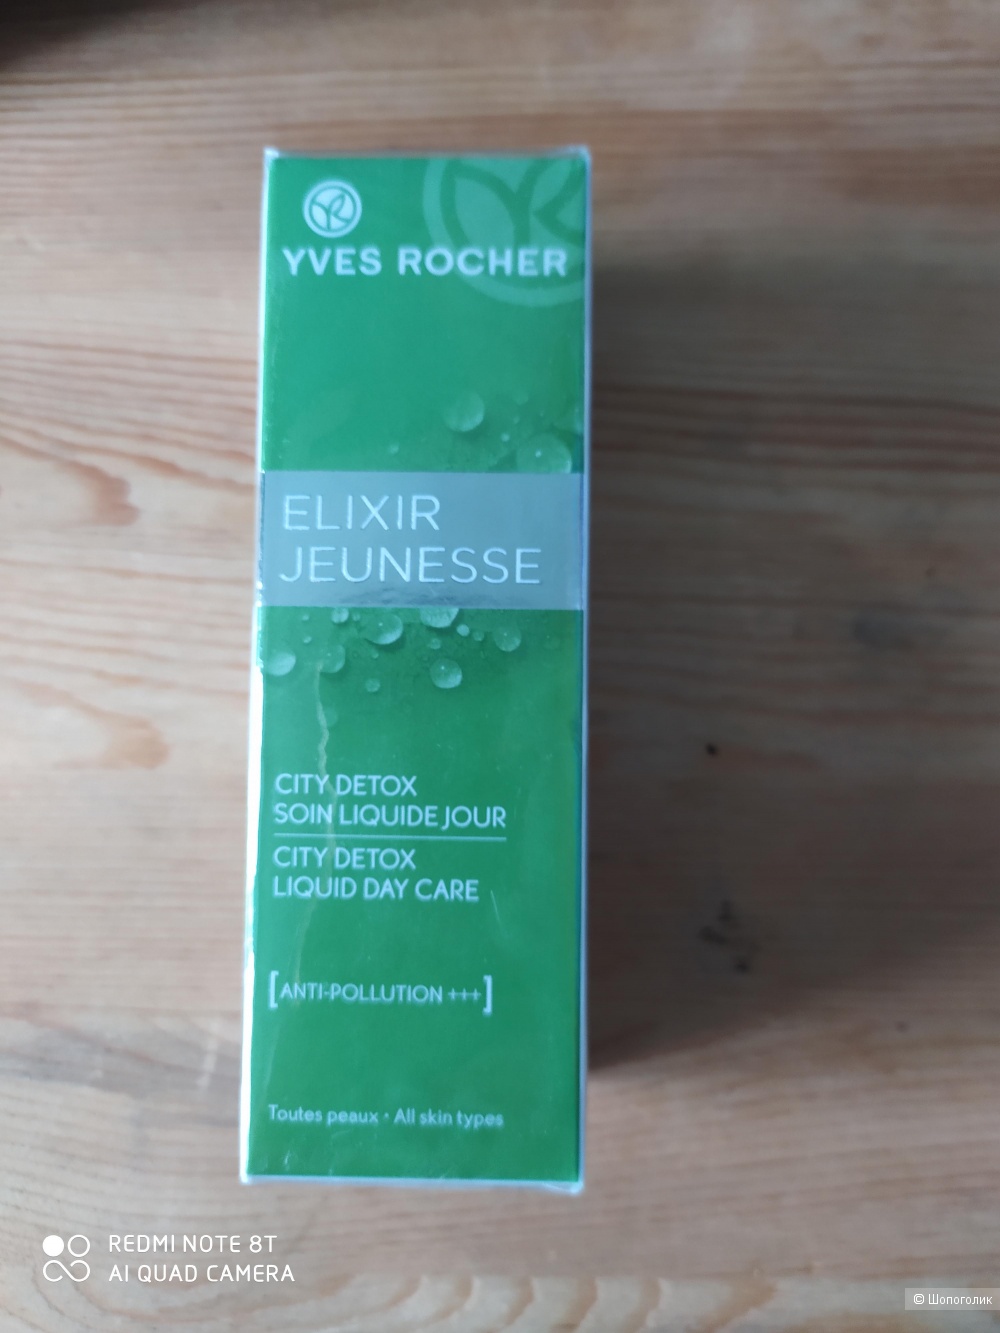 YVES ROCHER
ELIXIR
JEUNESSE
CITY DETOX
SOIN LIQUIDE JOUR
CITY DETOX
LIQUID DAY CARE
[ANTI-POLLUTION +++]
Toutes peaux • All skin types
REDMI NOTE 8T
AI QUAD CAMERA
© Шопоголик